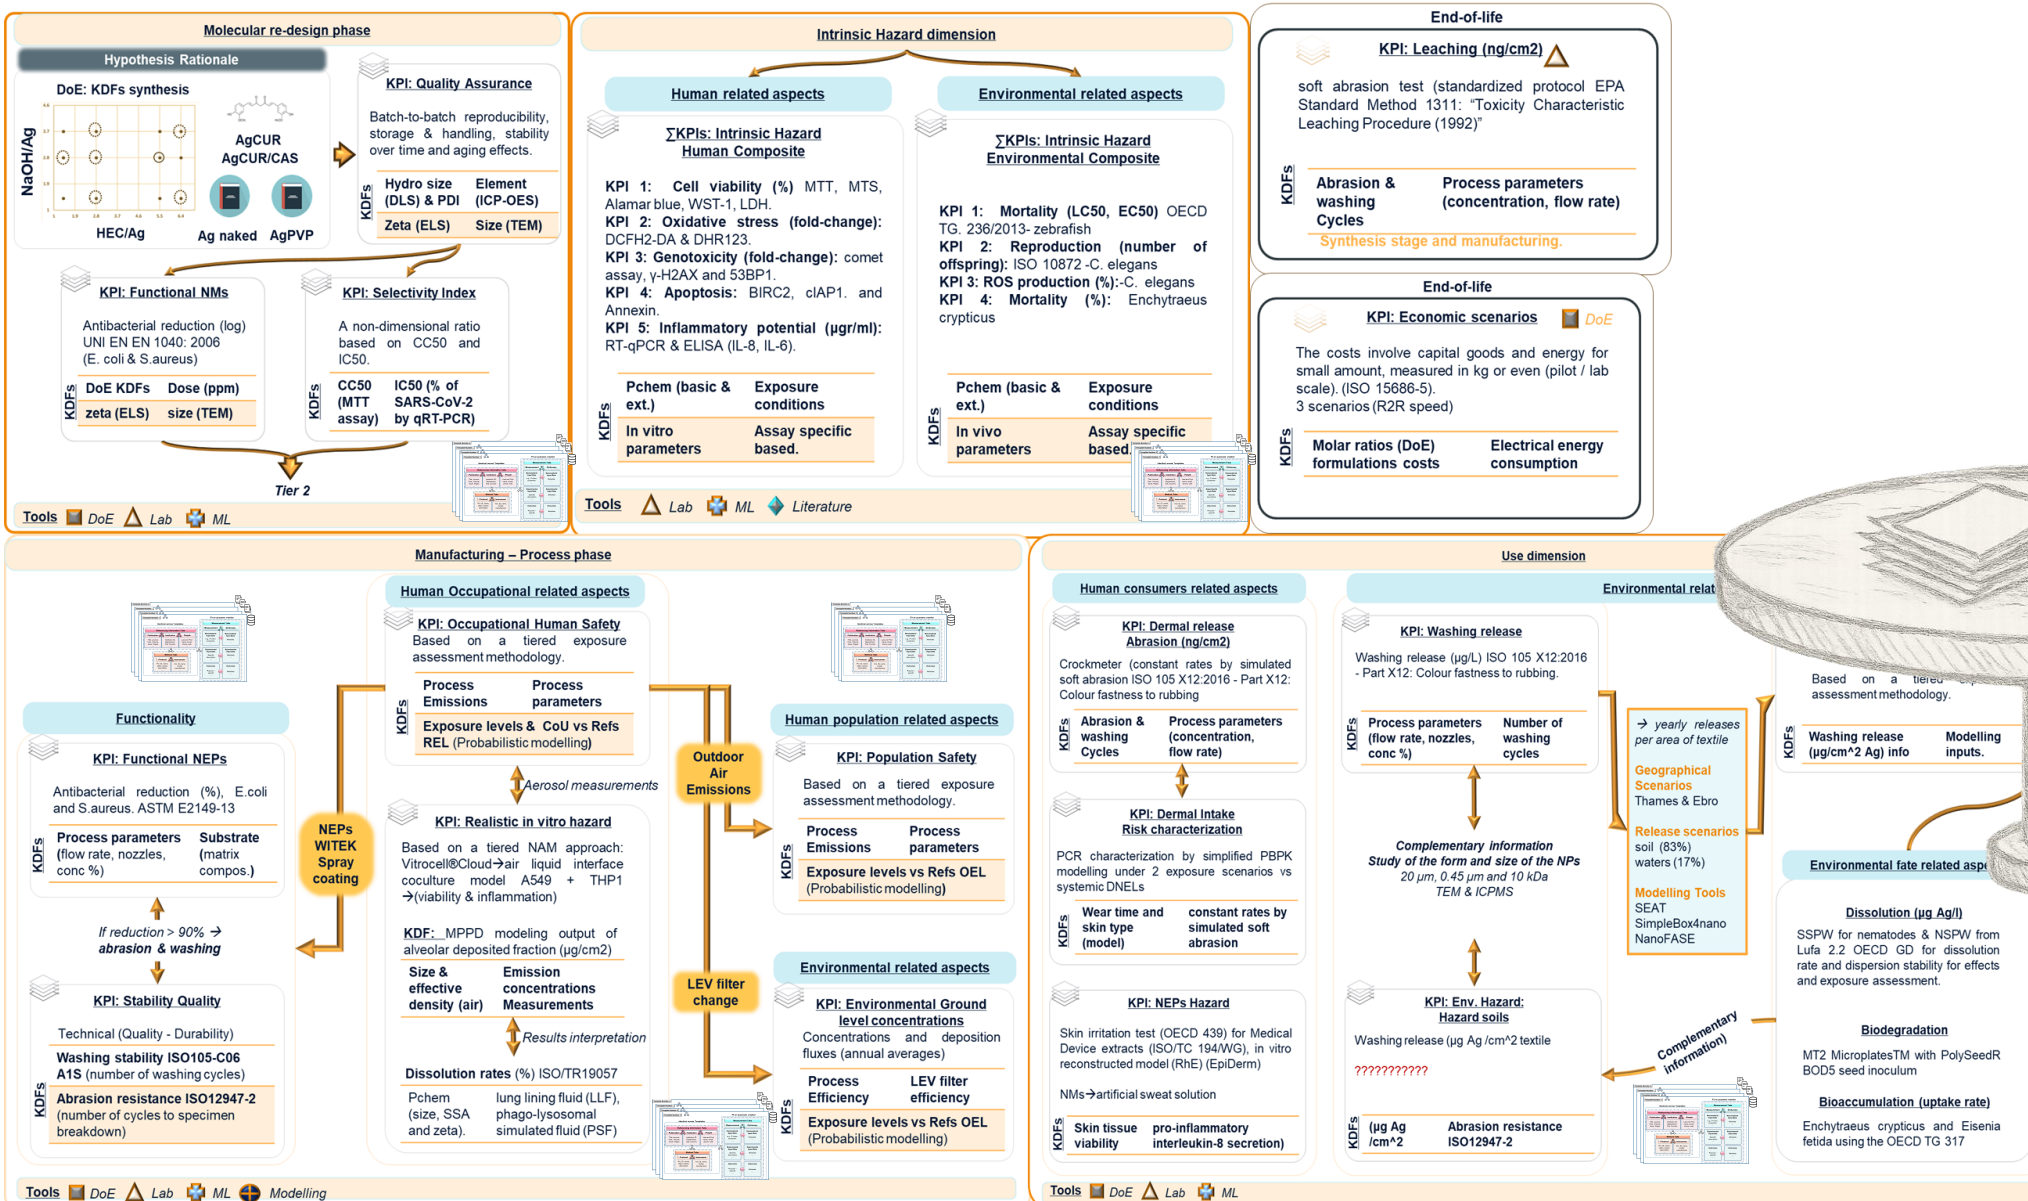 Molecular re-design phase
Hypothesis Rationale
DoE: KDFs synthesis
NaOH/Ag
4.6
3.7
2.8
1.9
1
1
1.9
2.8
3.7
4.6
5.5
6.4
HEC/Ag
AgCUR
AgCUR/CAS
Ag naked
AgPVP
KPI: Quality Assurance
Batch-to-batch reproducibility,
storage & handling, stability
over time and aging effects.
KDFs
Hydro size
(DLS) & PDI
Element
(ICP-OES)
Zeta (ELS)
Size (TEM)
KPI: Functional NMs
Antibacterial reduction (log)
UNI EN EN 1040: 2006
(E. coli & S.aureus)
KDFs
DoE KDFs
Dose (ppm)
zeta (ELS)
size (TEM)
KPI: Selectivity Index
A non-dimensional ratio
based on CC50 and
IC50.
KDFs
CC50
(MTT
assay)
IC50 (% of
SARS-CoV-2
by qRT-PCR)
Tier 2
Tools
DoE
Lab
ML
Intrinsic Hazard dimension
Human related aspects
∑KPIs: Intrinsic Hazard
Human Composite
KPI 1: Cell viability (%) MTT, MTS,
Alamar blue, WST-1, LDH.
KPI 2: Oxidative stress (fold-change):
DCFH2-DA & DHR123.
KPI 3: Genotoxicity (fold-change): comet
assay, γ-H2AX and 53BP1.
KPI 4: Apoptosis: BIRC2, cIAP1. and
Annexin.
KPI 5: Inflammatory potential (µgr/ml):
RT-qPCR & ELISA (IL-8, IL-6).
KDFs
Pchem (basic &
ext.)
Exposure
conditions
In vitro
parameters
Assay specific
based.
Environmental related aspects
∑KPIs: Intrinsic Hazard
Environmental Composite
KPI 1: Mortality (LC50, EC50) OECD
TG. 236/2013- zebrafish
KPI 2: Reproduction (number of
offspring): ISO 10872 -C. elegans
KPI 3: ROS production (%):-C. elegans
KPI 4: Mortality (%): Enchytraeus
crypticus
KDFs
Pchem (basic &
ext.)
Exposure
conditions
In vivo
parameters
Assay specific
based.
Tools
Lab
ML
Literature
End-of-life
KPI: Leaching (ng/cm2)
soft abrasion test (standardized protocol EPA
Standard Method 1311: “Toxicity Characteristic
Leaching Procedure (1992)”
KDFs
Abrasion &
washing
Cycles
Process parameters
(concentration, flow rate)
Synthesis stage and manufacturing.
End-of-life
KPI: Economic scenarios
DoE
The costs involve capital goods and energy for
small amount, measured in kg or even (pilot / lab
scale). (ISO 15686-5).
3 scenarios (R2R speed)
KDFs
Molar ratios (DoE)
formulations costs
Electrical energy
consumption
Manufacturing – Process phase
Functionality
KPI: Functional NEPs
Antibacterial reduction (%), E.coli
and S.aureus. ASTM E2149-13
KDFs
Process parameters
(flow rate, nozzles,
conc %)
Substrate
(matrix
compos.)
If reduction > 90% →
abrasion & washing
KPI: Stability Quality
Technical (Quality - Durability)
KDFs
Washing stability ISO105-C06
A1S (number of washing cycles)
Abrasion resistance ISO12947-2
(number of cycles to specimen
breakdown)
NEPs
WITEK
Spray
coating
Human Occupational related aspects
KPI: Occupational Human Safety
Based on a tiered exposure
assessment methodology.
KDFs
Process
Emissions
Process
parameters
Exposure levels & CoU vs Refs
REL (Probabilistic modelling)
Aerosol measurements
KPI: Realistic in vitro hazard
Based on a tiered NAM approach:
Vitrocell®Cloud→air liquid interface
coculture model A549 + THP1
→(viability & inflammation)
KDF: MPPD modeling output of
alveolar deposited fraction (µg/cm2)
Size &
effective
density (air)
Emission
concentrations
Measurements
Results interpretation
Dissolution rates (%) ISO/TR19057
Pchem
(size, SSA
and zeta).
lung lining fluid (LLF),
phago-lysosomal
simulated fluid (PSF)
Outdoor
Air
Emissions
LEV filter
change
Human population related aspects
KPI: Population Safety
Based on a tiered exposure
assessment methodology.
KDFs
Process
Emissions
Process
parameters
Exposure levels vs Refs OEL
(Probabilistic modelling)
Environmental related aspects
KPI: Environmental Ground
level concentrations
Concentrations and deposition
fluxes (annual averages)
KDFs
Process
Efficiency
LEV filter
efficiency
Exposure levels vs Refs OEL
(Probabilistic modelling)
Tools
DoE
Lab
ML
Modelling
Use dimension
Human consumers related aspects
KPI: Dermal release
Abrasion (ng/cm2)
Crockmeter (constant rates by simulated
soft abrasion ISO 105 X12:2016 - Part X12:
Colour fastness to rubbing
KDFs
Abrasion &
washing
Cycles
Process parameters
(concentration,
flow rate)
KPI: Dermal Intake
Risk characterization
PCR characterization by simplified PBPK
modelling under 2 exposure scenarios vs
systemic DNELs
KDFs
Wear time and
skin type
(model)
constant rates by
simulated soft
abrasion
KPI: NEPs Hazard
Skin irritation test (OECD 439) for Medical
Device extracts (ISO/TC 194/WG), in vitro
reconstructed model (RhE) (EpiDerm)
NMs→artificial sweat solution
KDFs
Skin tissue
viability
pro-inflammatory
interleukin-8 secretion)
Environmental relat
KPI: Washing release
Washing release (µg/L) ISO 105 X12:2016
- Part X12: Colour fastness to rubbing.
KDFs
Process parameters
(flow rate, nozzles,
conc %)
Number of
washing
cycles
Complementary information
Study of the form and size of the NPs
20 µm, 0.45 µm and 10 kDa
TEM & ICPMS
KPI: Env. Hazard:
Hazard soils
Washing release (µg Ag /cm^2 textile
???????????
KDFs
(µg Ag
/cm^2
Abrasion resistance
ISO12947-2
→ yearly releases
per area of textile
Geographical
Scenarios
Thames & Ebro
Release scenarios
soil (83%)
waters (17%)
Modelling Tools
SEAT
SimpleBox4nano
NanoFASE
Based on a tiered
assessment methodology.
KDFs
Washing release
(µg/cm^2 Ag) info
Modelling
inputs.
Environmental fate related aspe
Dissolution (µg Ag/l)
SSPW for nematodes & NSPW from
Lufa 2.2 OECD GD for dissolution
rate and dispersion stability for effects
and exposure assessment.
Biodegradation
MT2 MicroplatesTM with PolySeedR
BOD5 seed inoculum
Bioaccumulation (uptake rate)
Enchytraeus crypticus and Eisenia
fetida using the OECD TG 317
Complementary
information)
Tools
DoE
Lab
ML